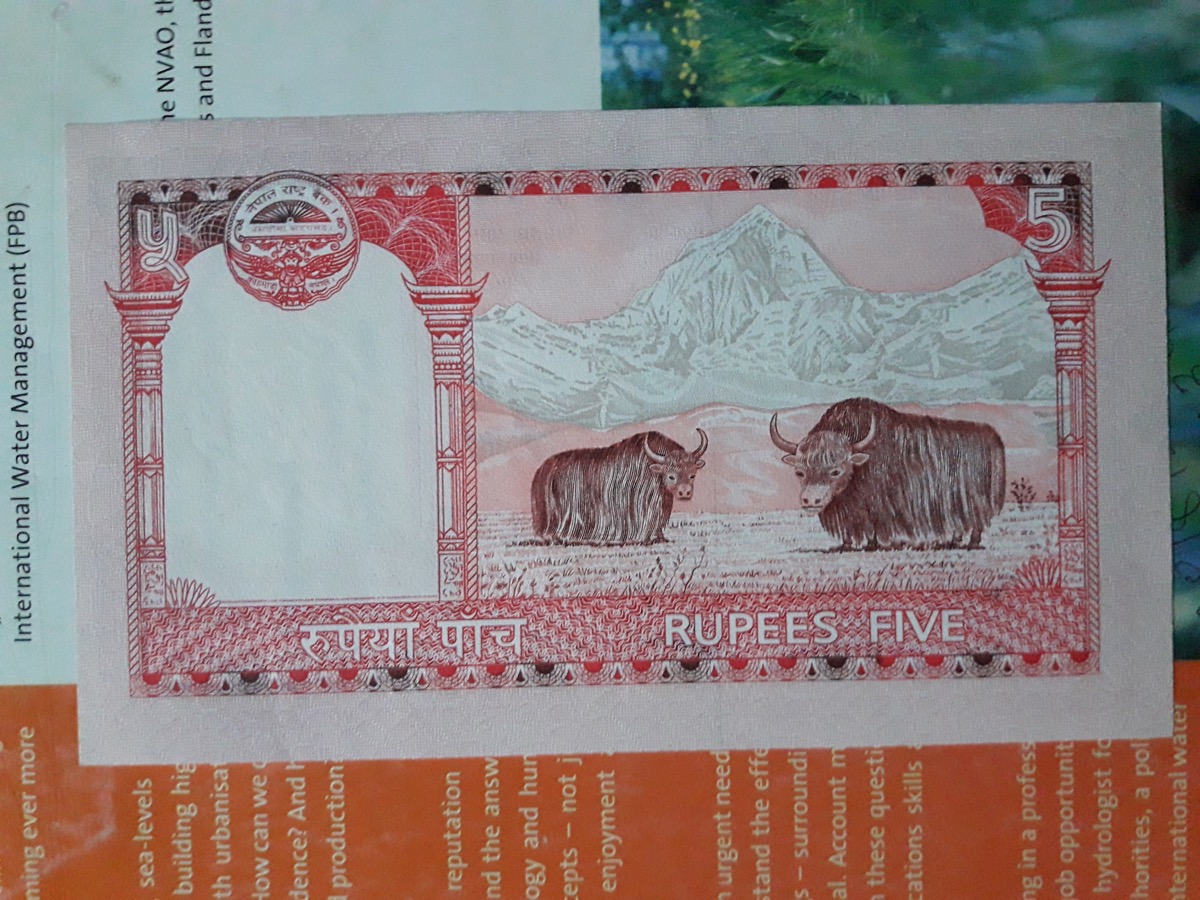 ming ever more
sea-levels
building hig
th urbanisat
How can we
dence? And h
d production?
reputation
nd the answ
ogy and hum
cepts – not j
enjoyment
n urgent need
stand the effe
gs – surroundi
al. Account m
n these questi
cations skills
ng in a profess
job opportunit
hydrologist fo
horities, a pol
nternational water
International Water Management (FPB)
he NVAO, th
s and Fland
५
नेपाल राष्ट्र बैंक
5
रुपैयाँ पाँच RUPEES FIVE